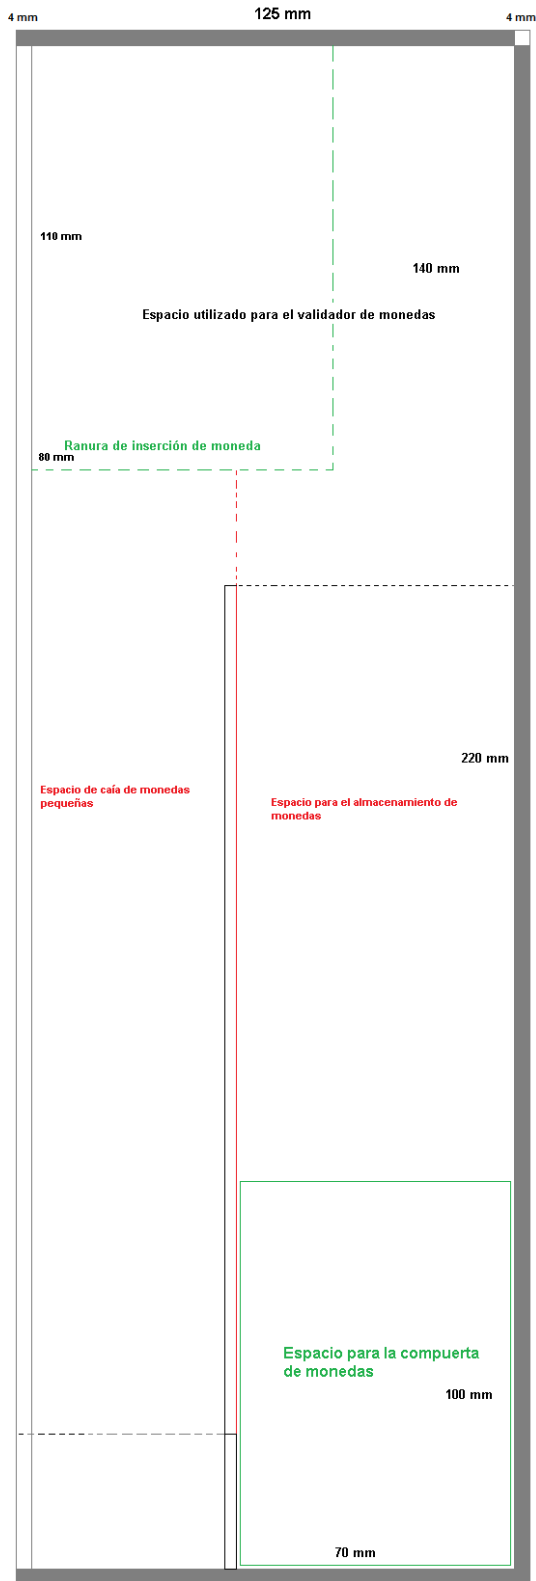 4 mm
125 mm
4 mm
110 mm
140 mm
Espacio utilizado para el validador de monedas
Ranura de inserción de moneda
80 mm
220 mm
Espacio de caía de monedas
pequeñas
Espacio para el almacenamiento de
monedas
Espacio para la compuerta
de monedas
100 mm
70 mm